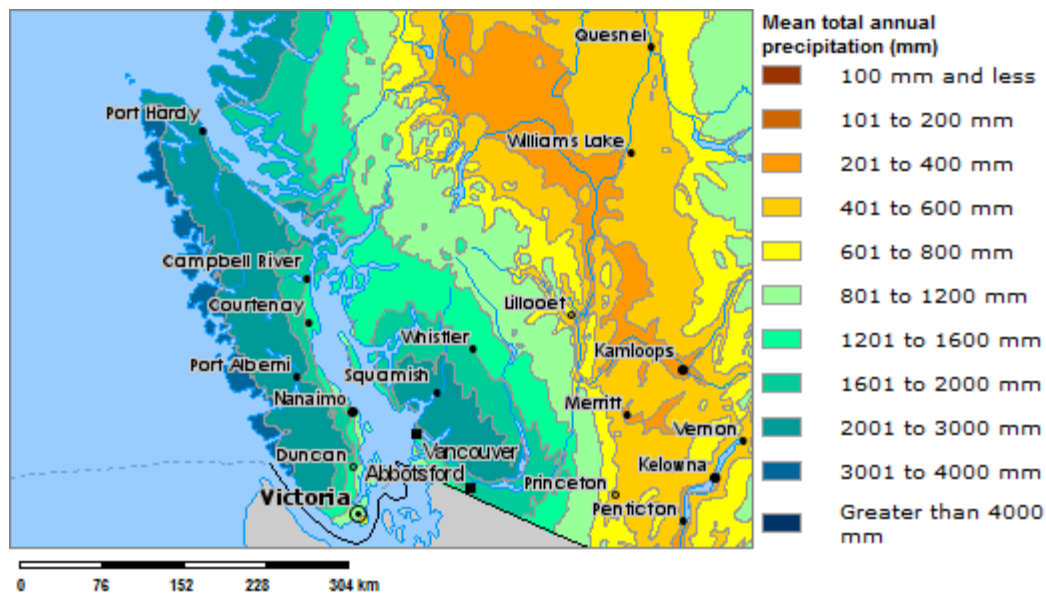 Mean total annual
precipitation (mm)
100 mm and less
101 to 200 mm
201 to 400 mm
401 to 600 mm
601 to 800 mm
801 to 1200 mm
1201 to 1600 mm
1601 to 2000 mm
2001 to 3000 mm
3001 to 4000 mm
Greater than 4000
mm
Quesnel
Port Hardy
Williams Lake
Campbell River
Courtenay
Lillooet
Whistler
Kamloops
Port Alberni
Squamish
Nanaimo
Merritt
Vernon
Vancouver
Duncan
Abbotsford
Kelowna
Princeton
Victoria
Penticton
0 76 152 228 304 km